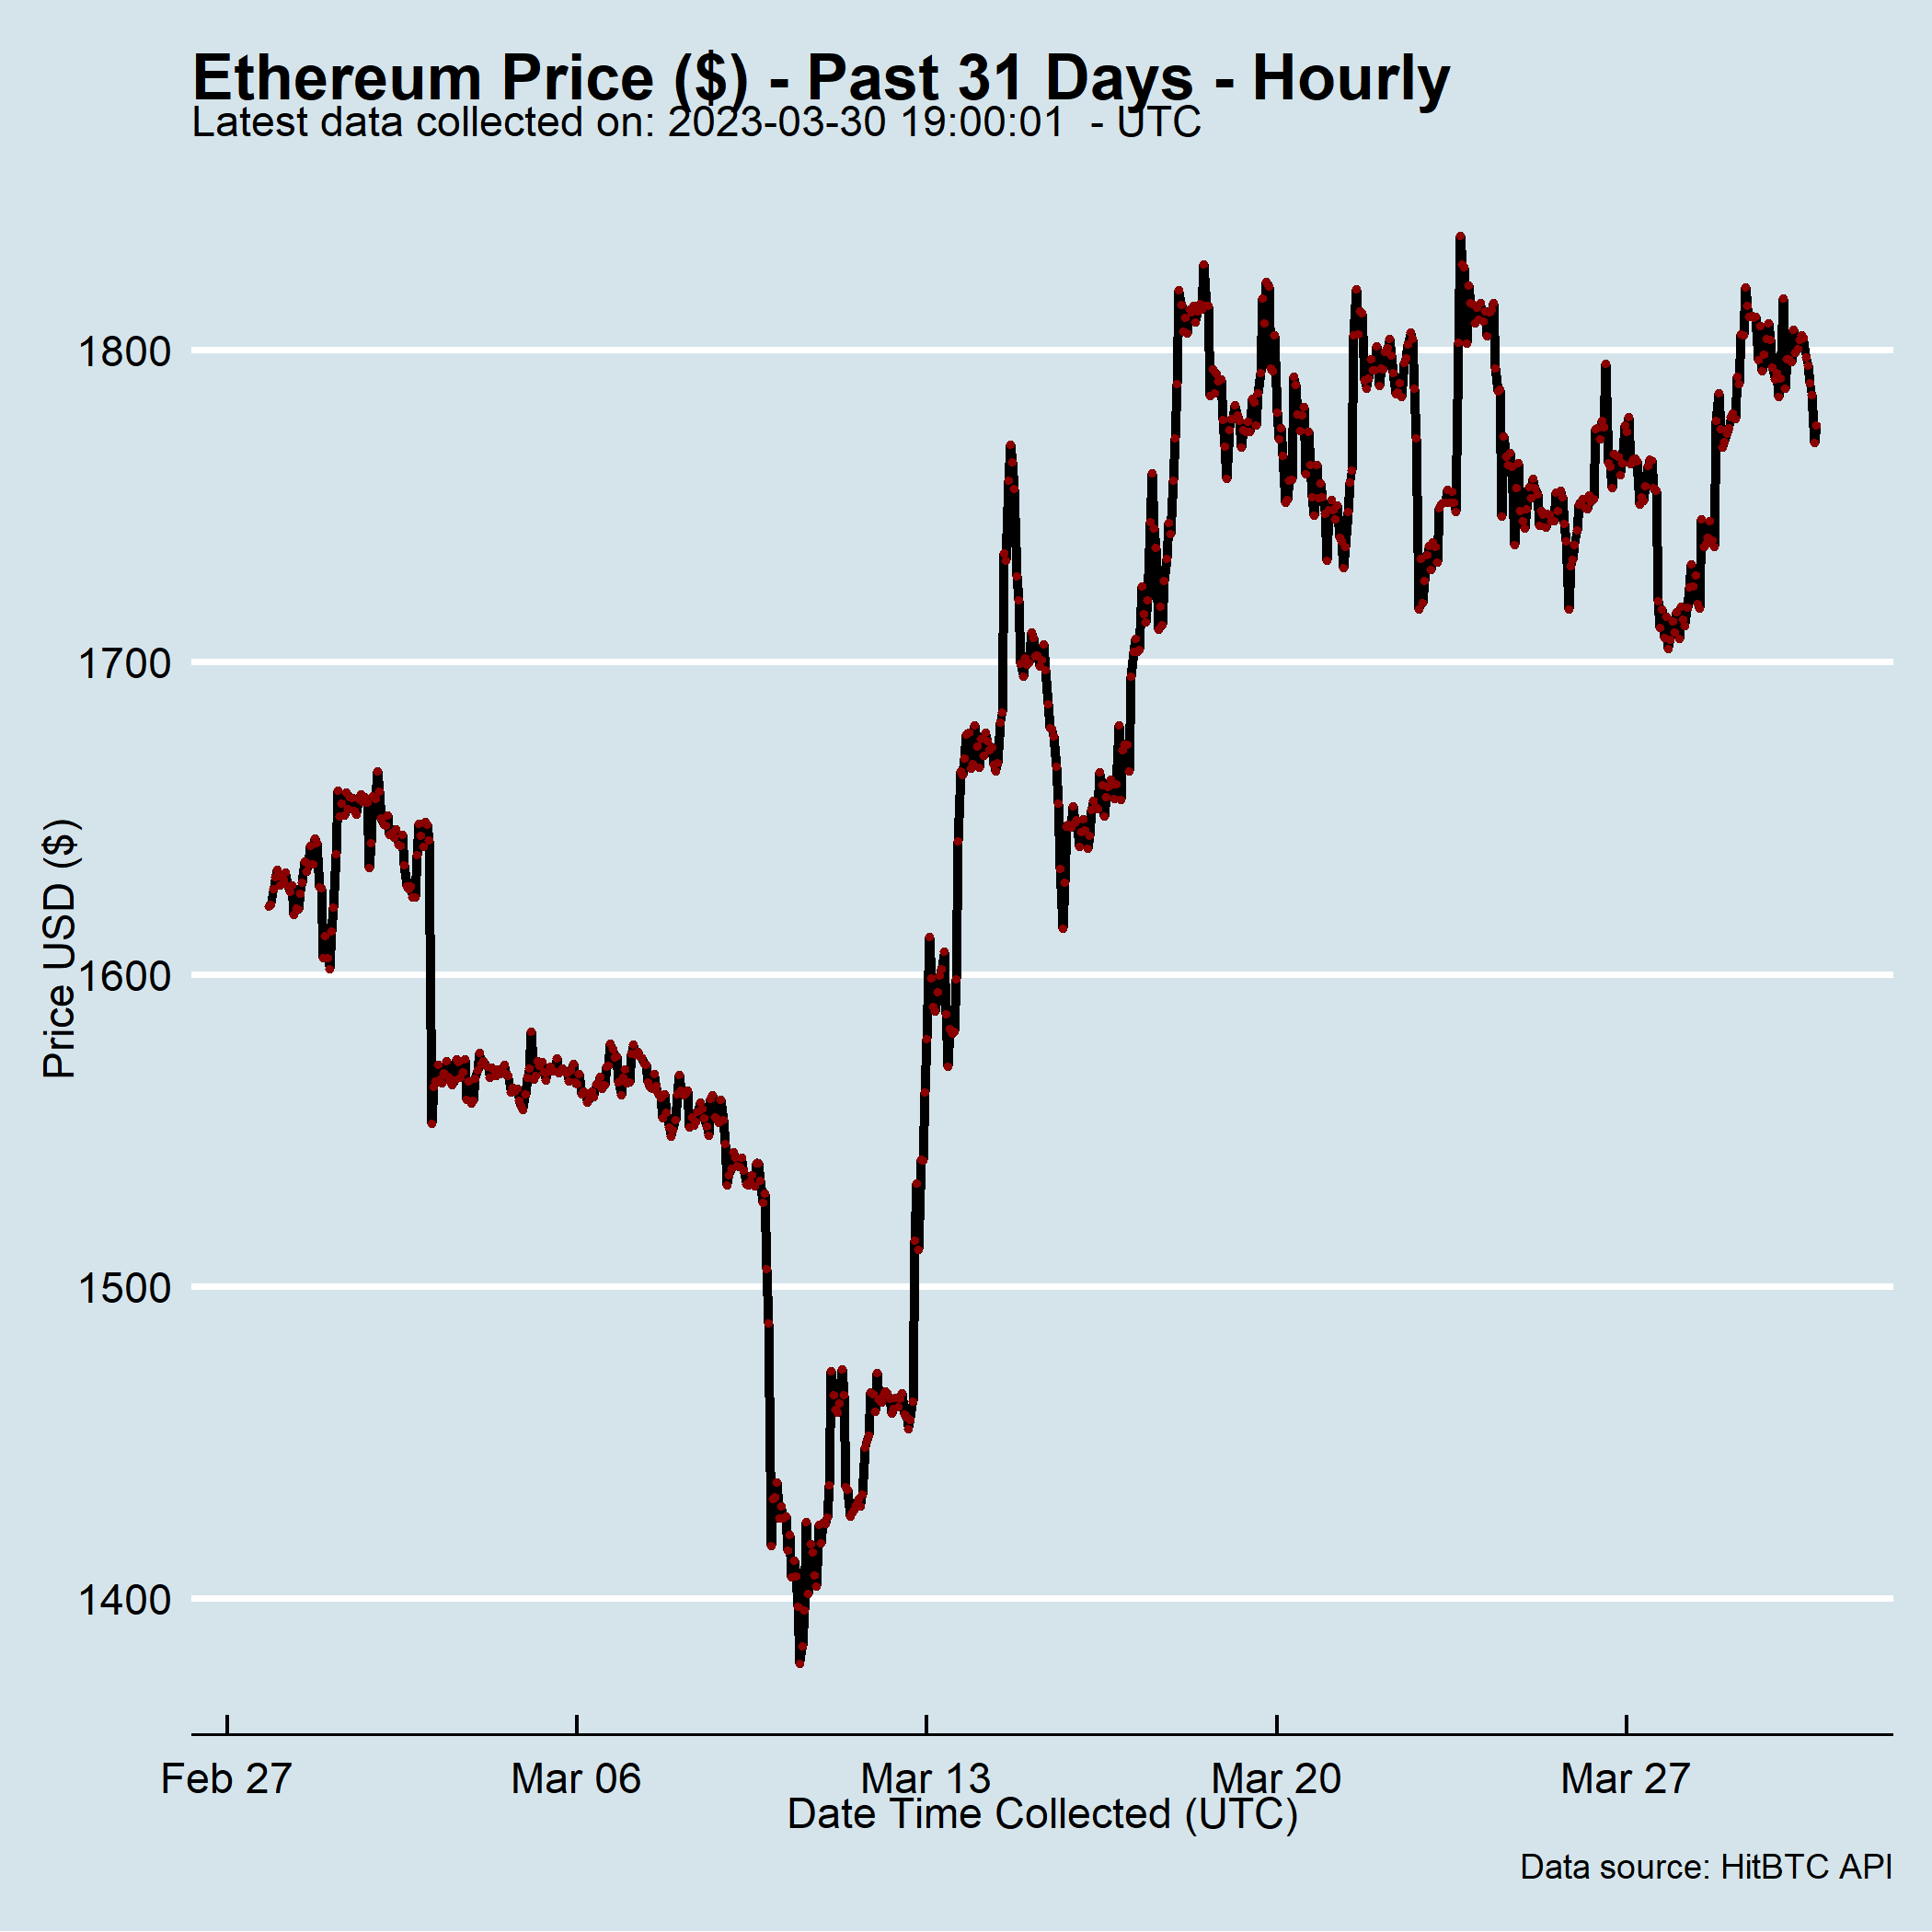 Ethereum Price ($) - Past 31 Days - Hourly
Latest data collected on: 2023-03-30 19:00:01  - UTC
Price USD ($)
1800
1700
1600
1500
1400
Feb 27
Mar 06
Mar 13
Mar 20
Mar 27
Date Time Collected (UTC)
Data source: HitBTC API